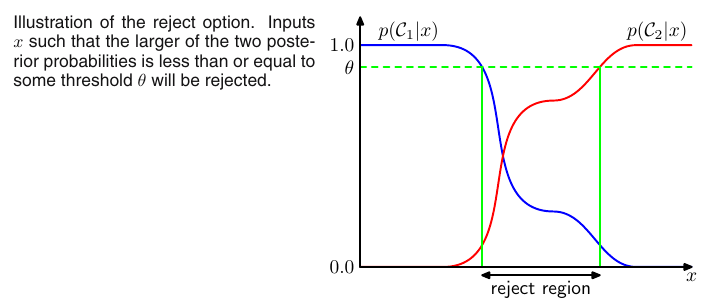 Illustration of the reject option. Inputs
x such that the larger of the two poste-
rior probabilities is less than or equal to
some threshold θ will be rejected.
p(C₁|x)
p(C₂|x)
1.0
θ
0.0
x
reject region